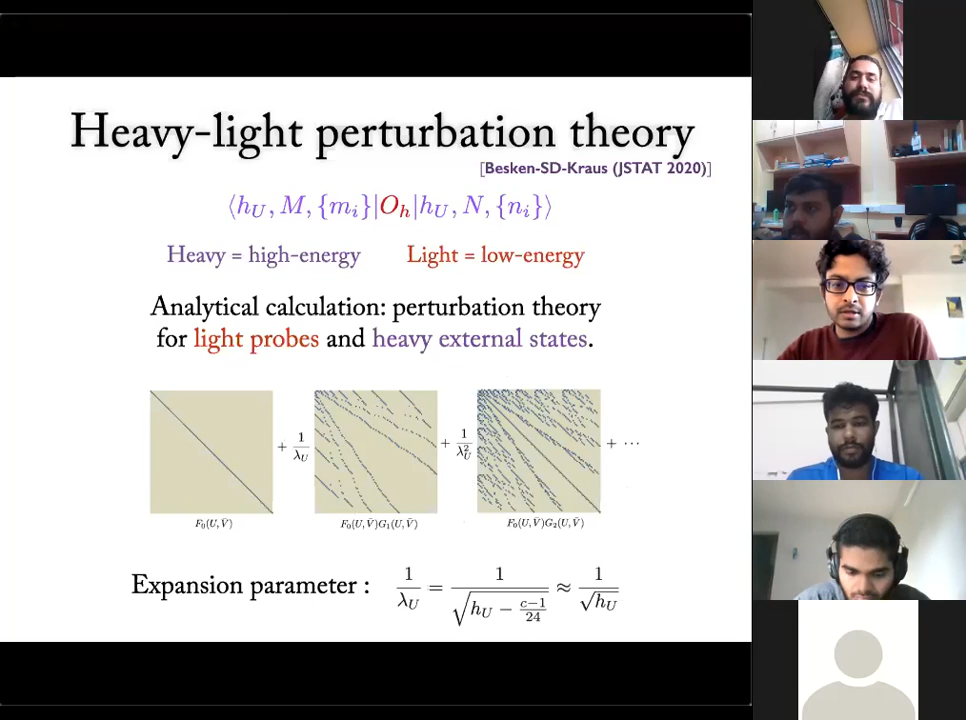 Heavy-light perturbation theory
[Besken-SD-Kraus (JSTAT 2020)]
⟨h_U, M, {m_i}|O_h|h_U, N, {n_i}⟩
Heavy = high-energy Light = low-energy
Analytical calculation: perturbation theory
for light probes and heavy external states.
+ 1/λ_U + 1/λ_U^2 + ⋯
F_0(U, V̄) F_0(U, V̄)G_1(U, V̄) F_0(U, V̄)G_2(U, V̄)
Expansion parameter : 1/λ_U = 1/√(h_U − (c−1)/24) ≈ 1/√h_U